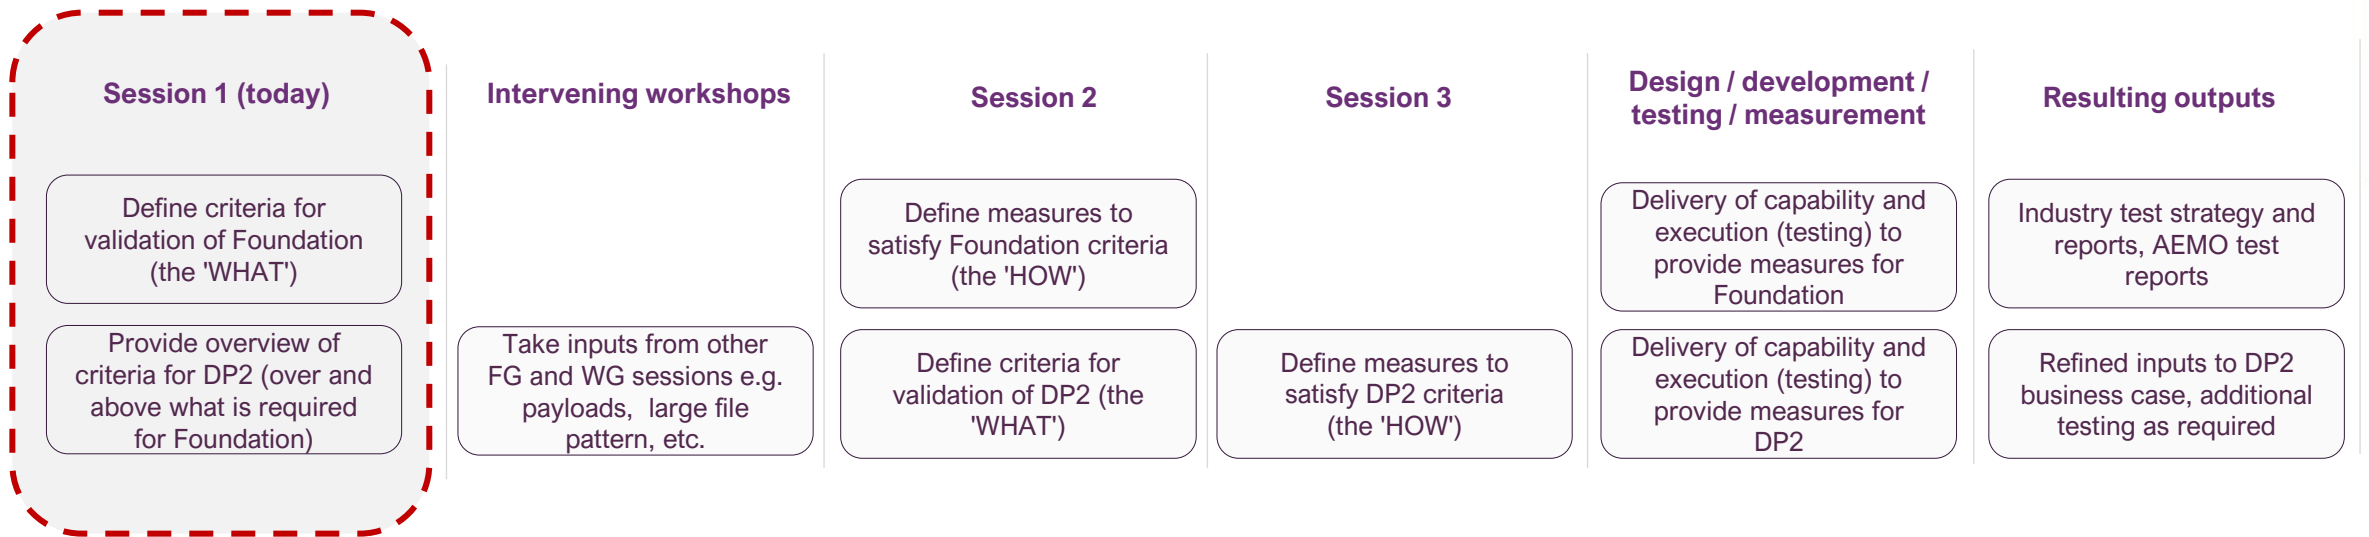 Session 1 (today)
Define criteria for
validation of Foundation
(the 'WHAT')
Provide overview of
criteria for DP2 (over and
above what is required
for Foundation)
Intervening workshops
Take inputs from other
FG and WG sessions e.g.
payloads,  large file
pattern, etc.
Session 2
Define measures to
satisfy Foundation criteria
(the 'HOW')
Define criteria for
validation of DP2 (the
'WHAT')
Session 3
Define measures to
satisfy DP2 criteria
(the 'HOW')
Design / development /
testing / measurement
Delivery of capability and
execution (testing) to
provide measures for
Foundation
Delivery of capability and
execution (testing) to
provide measures for
DP2
Resulting outputs
Industry test strategy and
reports, AEMO test
reports
Refined inputs to DP2
business case, additional
testing as required